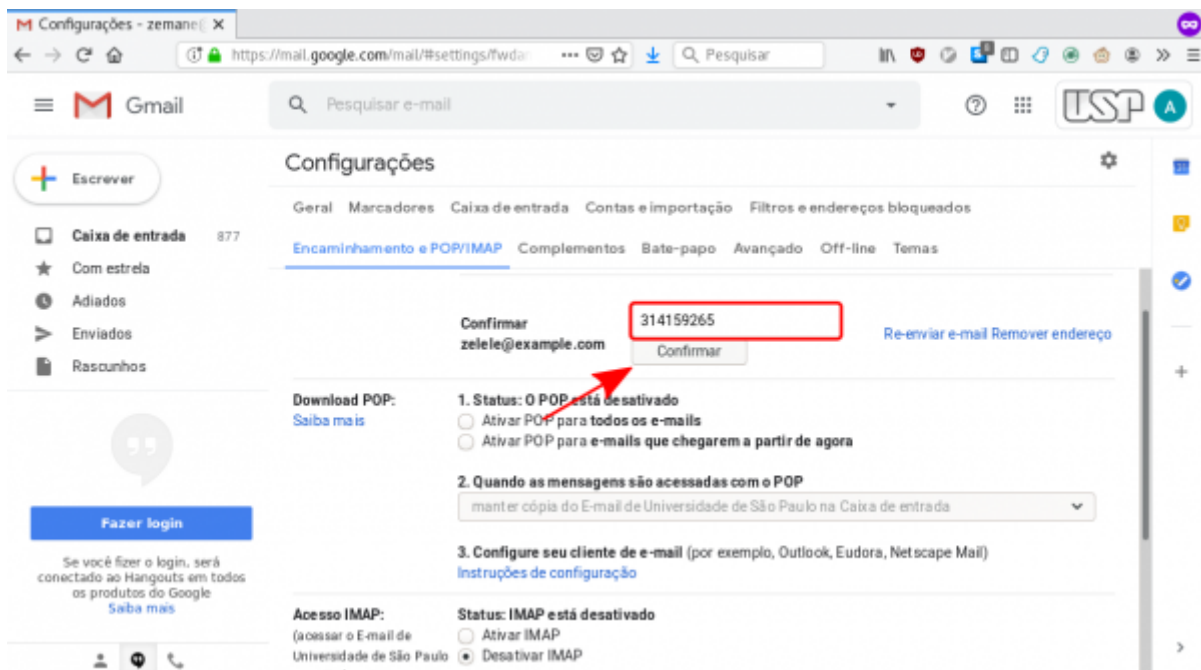 Configurações - zemane
https://mail.google.com/mail/#settings/fwda
Pesquisar
Gmail
Pesquisar e-mail
USP
A
Escrever
Caixa de entrada 877
Com estrela
Adiados
Enviados
Rascunhos
Fazer login
Se você fizer o login, será
conectado ao Hangouts em todos
os produtos do Google
Saiba mais
Configurações
Geral Marcadores Caixa de entrada Contas e importação Filtros e endereços bloqueados
Encaminhamento e POP/IMAP Complementos Bate-papo Avançado Off-line Temas
Confirmar
zelele@example.com
314159265
Confirmar
Re-enviar e-mail Remover endereço
Download POP:
Saiba mais
1. Status: O POP está desativado
Ativar POP para todos os e-mails
Ativar POP para e-mails que chegarem a partir de agora
2. Quando as mensagens são acessadas com o POP
manter cópia do E-mail de Universidade de São Paulo na Caixa de entrada
3. Configure seu cliente de e-mail (por exemplo, Outlook, Eudora, Netscape Mail)
Instruções de configuração
Acesso IMAP:
(acessar o E-mail de
Universidade de São Paulo
Status: IMAP está desativado
Ativar IMAP
Desativar IMAP